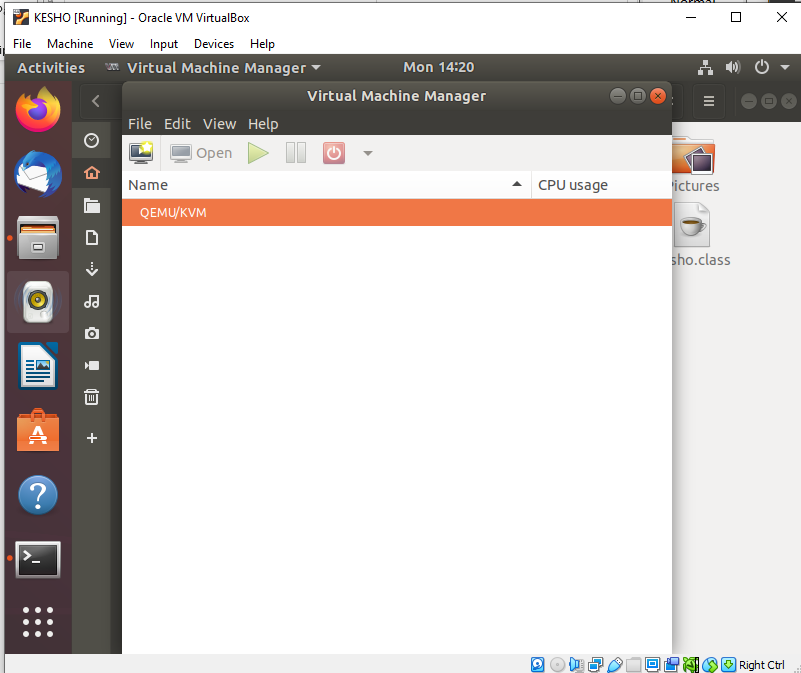 Normal
KESHO [Running] - Oracle VM VirtualBox
File Machine View Input Devices Help
Activities Virtual Machine Manager Mon 14:20
Virtual Machine Manager
File Edit View Help
Open
Name CPU usage
QEMU/KVM
Pictures
sho.class
Right Ctrl